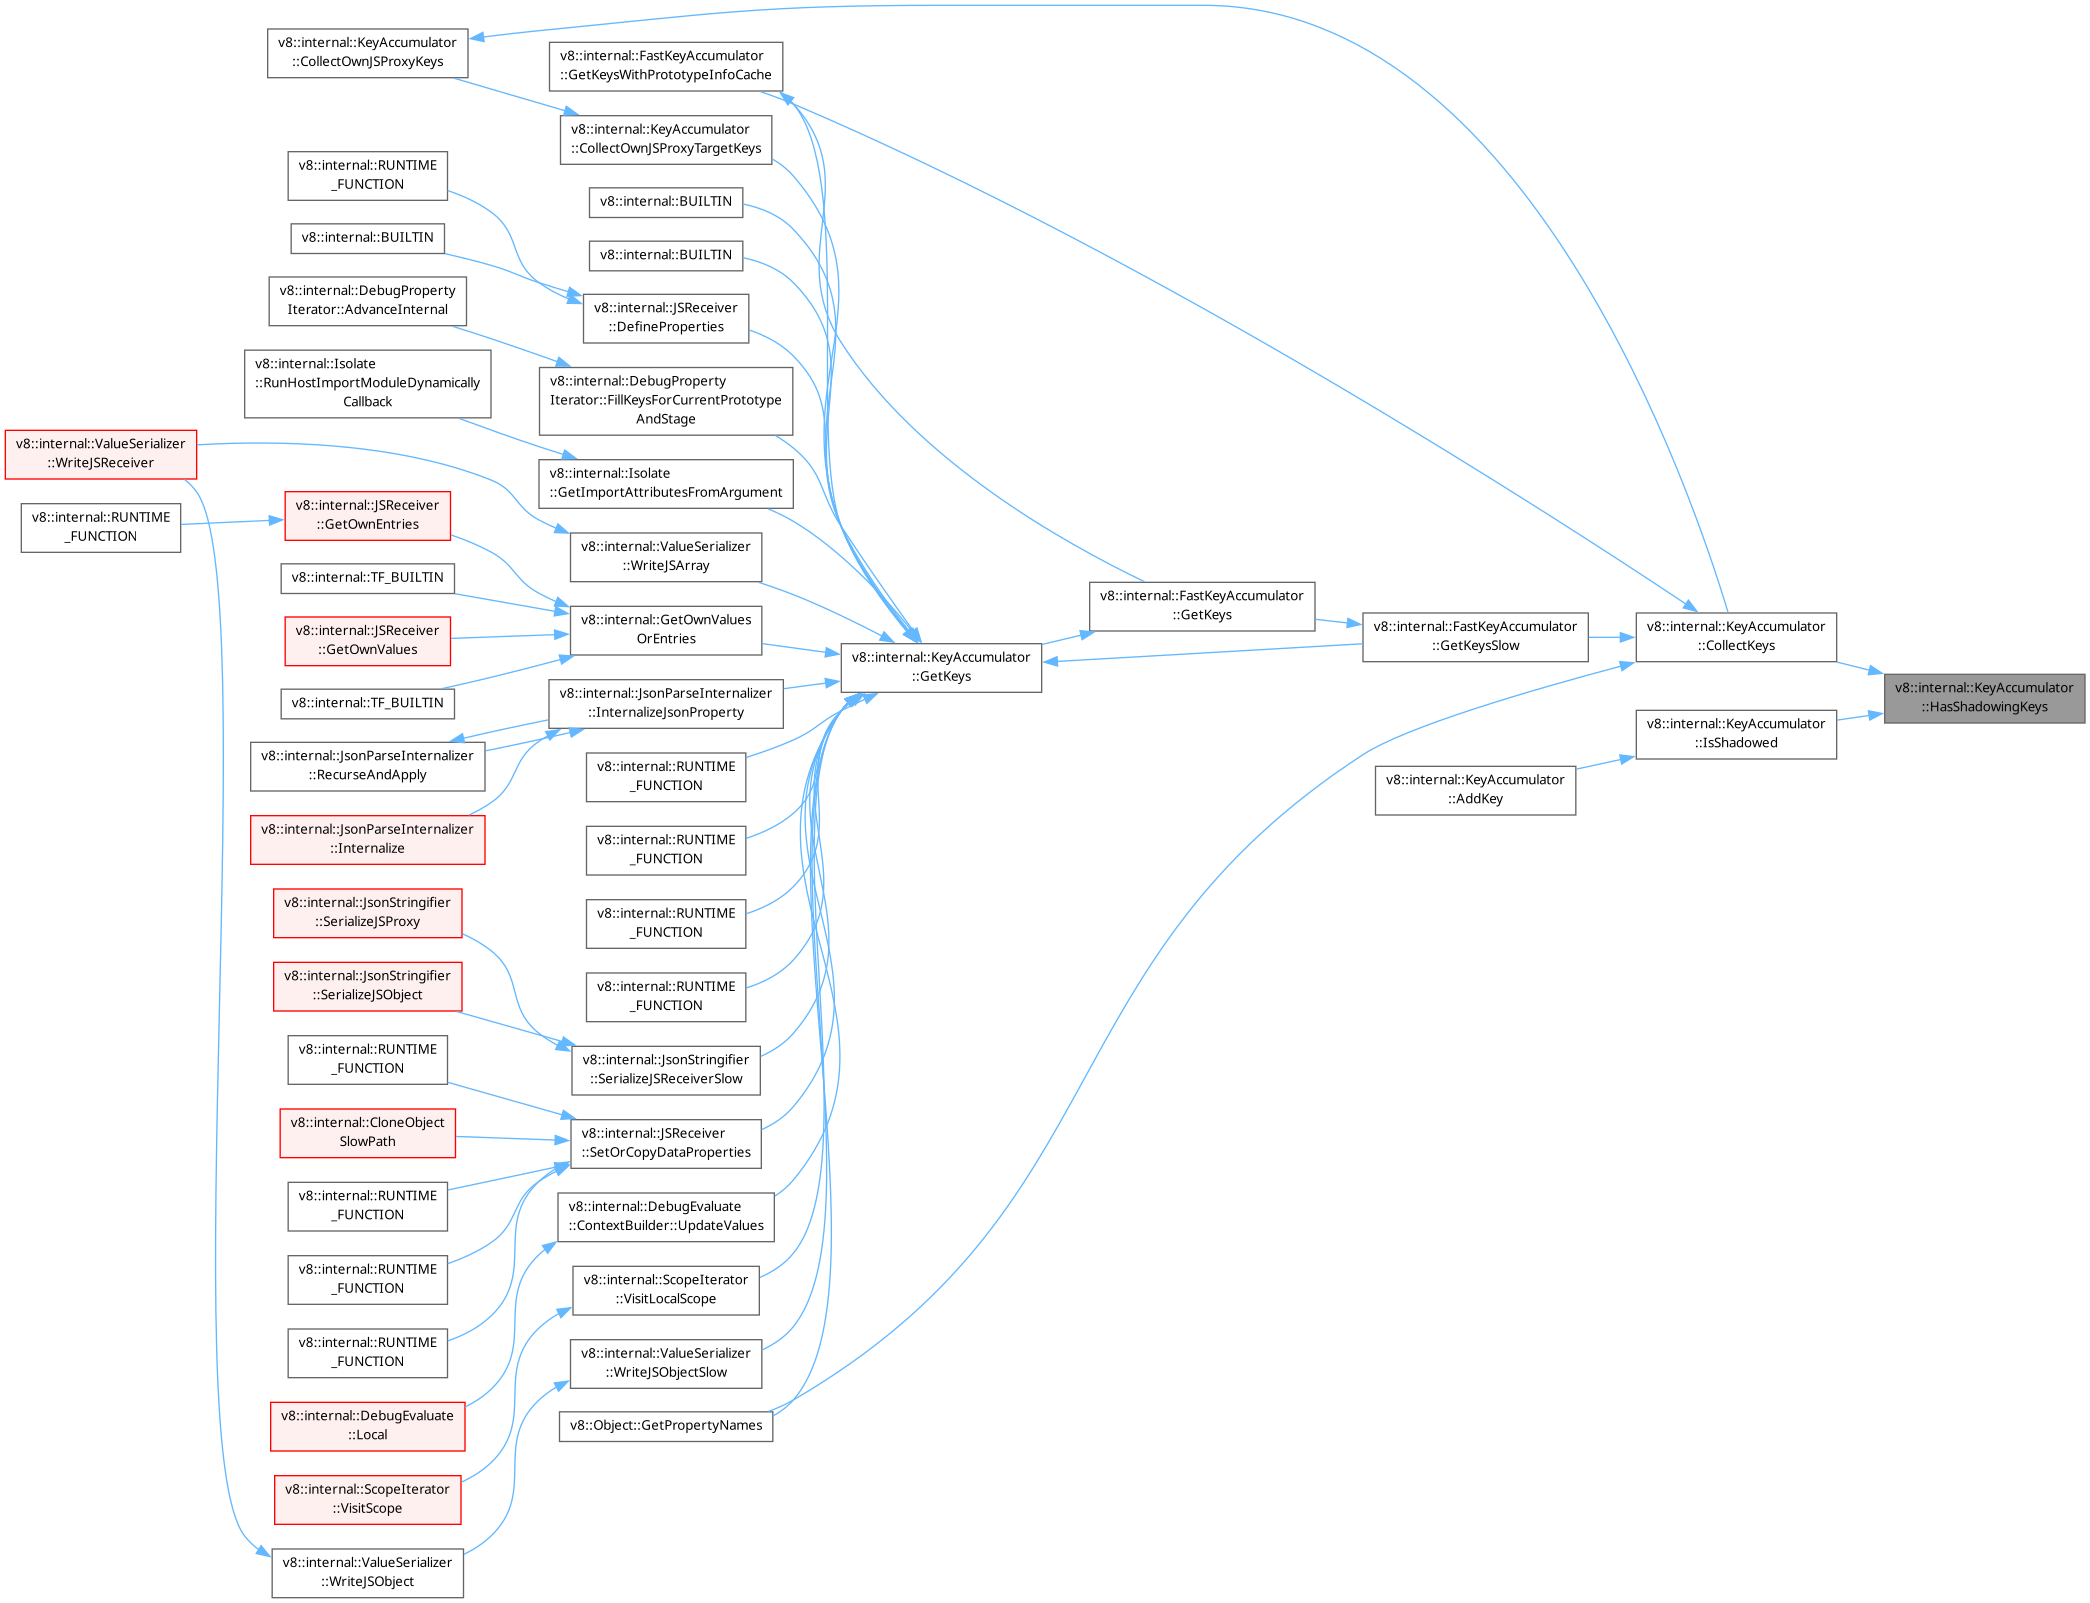 v8::internal::KeyAccumulator
::CollectOwnJSProxyKeys
v8::internal::FastKeyAccumulator
::GetKeysWithPrototypeInfoCache
v8::internal::KeyAccumulator
::CollectOwnJSProxyTargetKeys
v8::internal::RUNTIME
_FUNCTION
v8::internal::BUILTIN
v8::internal::BUILTIN
v8::internal::BUILTIN
v8::internal::DebugProperty
Iterator::AdvanceInternal
v8::internal::JSReceiver
::DefineProperties
v8::internal::Isolate
::RunHostImportModuleDynamically
Callback
v8::internal::DebugProperty
Iterator::FillKeysForCurrentPrototype
AndStage
v8::internal::ValueSerializer
::WriteJSReceiver
v8::internal::Isolate
::GetImportAttributesFromArgument
v8::internal::RUNTIME
_FUNCTION
v8::internal::JSReceiver
::GetOwnEntries
v8::internal::ValueSerializer
::WriteJSArray
v8::internal::TF_BUILTIN
v8::internal::GetOwnValues
OrEntries
v8::internal::FastKeyAccumulator
::GetKeys
v8::internal::JSReceiver
::GetOwnValues
v8::internal::KeyAccumulator
::GetKeys
v8::internal::FastKeyAccumulator
::GetKeysSlow
v8::internal::KeyAccumulator
::CollectKeys
v8::internal::TF_BUILTIN
v8::internal::JsonParseInternalizer
::InternalizeJsonProperty
v8::internal::KeyAccumulator
::HasShadowingKeys
v8::internal::JsonParseInternalizer
::RecurseAndApply
v8::internal::RUNTIME
_FUNCTION
v8::internal::KeyAccumulator
::IsShadowed
v8::internal::KeyAccumulator
::AddKey
v8::internal::JsonParseInternalizer
::Internalize
v8::internal::RUNTIME
_FUNCTION
v8::internal::JsonStringifier
::SerializeJSProxy
v8::internal::RUNTIME
_FUNCTION
v8::internal::JsonStringifier
::SerializeJSObject
v8::internal::RUNTIME
_FUNCTION
v8::internal::RUNTIME
_FUNCTION
v8::internal::JsonStringifier
::SerializeJSReceiverSlow
v8::internal::CloneObject
SlowPath
v8::internal::JSReceiver
::SetOrCopyDataProperties
v8::internal::RUNTIME
_FUNCTION
v8::internal::DebugEvaluate
::ContextBuilder::UpdateValues
v8::internal::RUNTIME
_FUNCTION
v8::internal::ScopeIterator
::VisitLocalScope
v8::internal::RUNTIME
_FUNCTION
v8::internal::ValueSerializer
::WriteJSObjectSlow
v8::internal::DebugEvaluate
::Local
v8::Object::GetPropertyNames
v8::internal::ScopeIterator
::VisitScope
v8::internal::ValueSerializer
::WriteJSObject